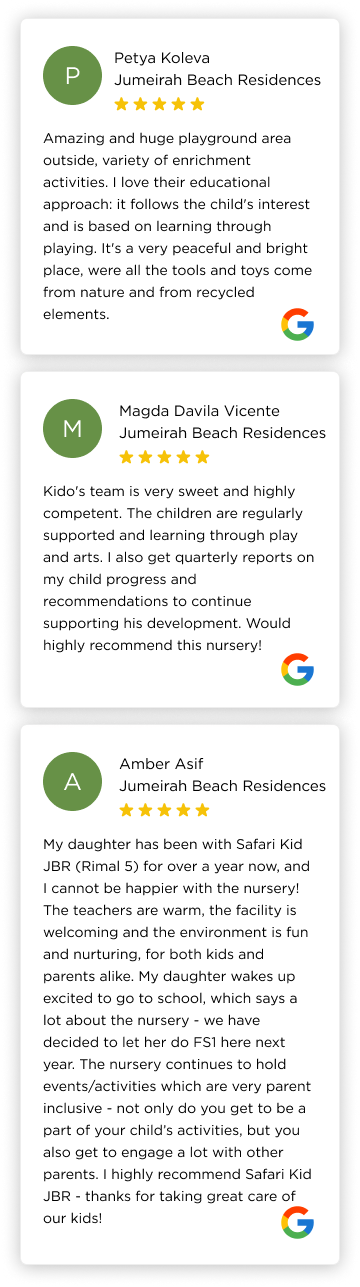 P
Petya Koleva
Jumeirah Beach Residences
Amazing and huge playground area
outside, variety of enrichment
activities. I love their educational
approach: it follows the child's interest
and is based on learning through
playing. It's a very peaceful and bright
place, were all the tools and toys come
from nature and from recycled
elements.
M
Magda Davila Vicente
Jumeirah Beach Residences
Kido's team is very sweet and highly
competent. The children are regularly
supported and learning through play
and arts. I also get quarterly reports on
my child progress and
recommendations to continue
supporting his development. Would
highly recommend this nursery!
A
Amber Asif
Jumeirah Beach Residences
My daughter has been with Safari Kid
JBR (Rimal 5) for over a year now, and
I cannot be happier with the nursery!
The teachers are warm, the facility is
welcoming and the environment is fun
and nurturing, for both kids and
parents alike. My daughter wakes up
excited to go to school, which says a
lot about the nursery - we have
decided to let her do FS1 here next
year. The nursery continues to hold
events/activities which are very parent
inclusive - not only do you get to be a
part of your child’s activities, but you
also get to engage a lot with other
parents. I highly recommend Safari Kid
JBR - thanks for taking great care of
our kids!